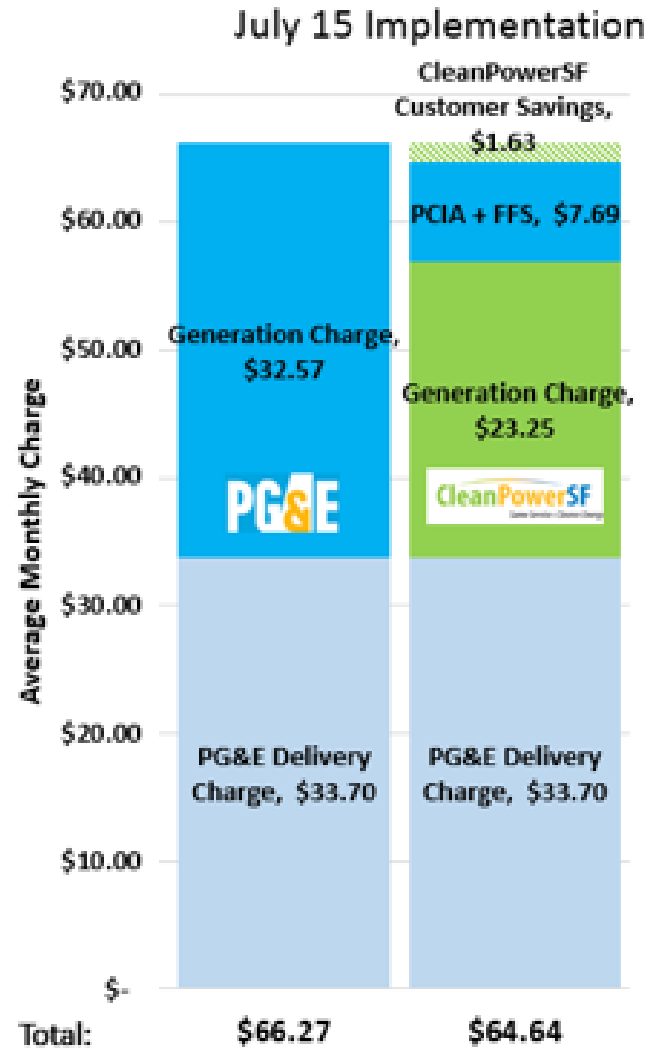 July 15 Implementation
CleanPowerSF
Customer Savings,
$1.63
$70.00
$60.00
$50.00
$40.00
$30.00
$20.00
$10.00
$-
Average Monthly Charge
Generation Charge,
$32.57
PG&E
PG&E Delivery
Charge, $33.70
PCIA + FFS, $7.69
Generation Charge,
$23.25
CleanPowerSF
PG&E Delivery
Charge, $33.70
Total: $66.27 $64.64